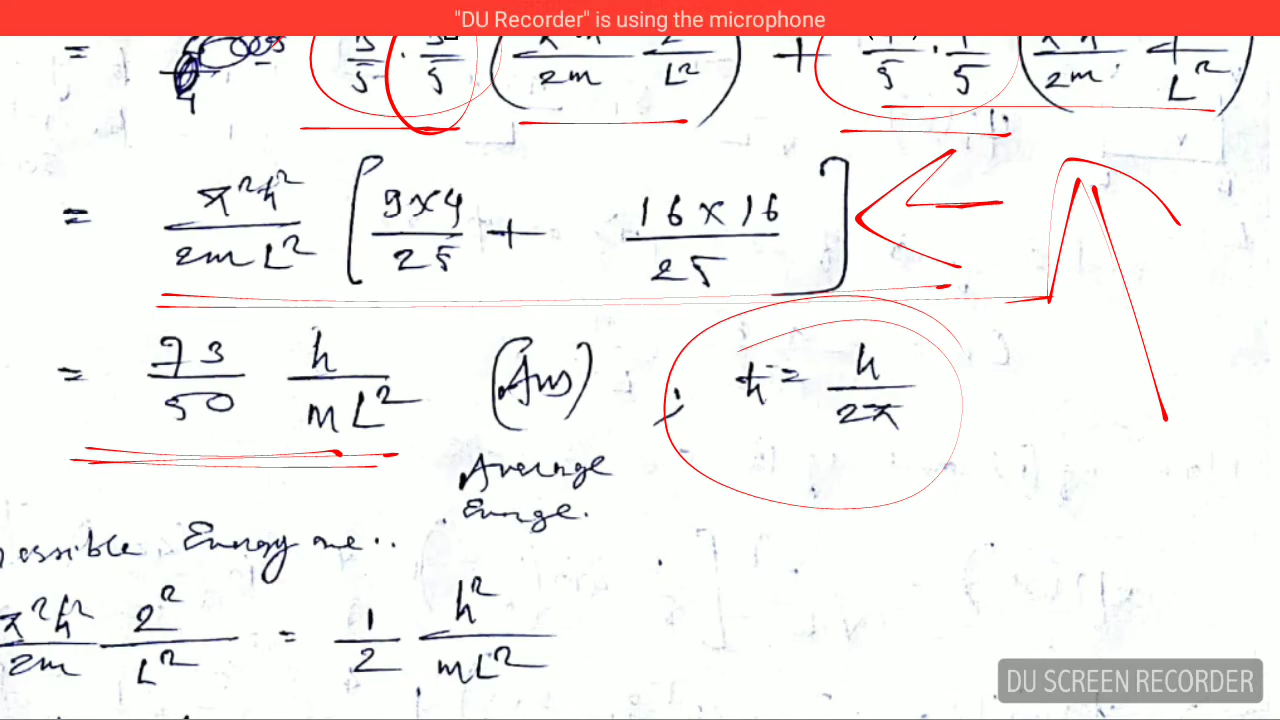 "DU Recorder" is using the microphone
= 3/5 · 3/5 ( π²ħ²/2m 2²/L² ) + 4/5 · 4/5 ( π²ħ²/2m 4²/L² )
= π²ħ²/2mL² [ 9×4/25 + 16×16/25 ]
= 73/50 h/mL² (Ans) ; ħ = h/2π
Average
Energe.
possible Energy are..
π²ħ²/2m 2²/L² = 1/2 h²/mL²
DU SCREEN RECORDER